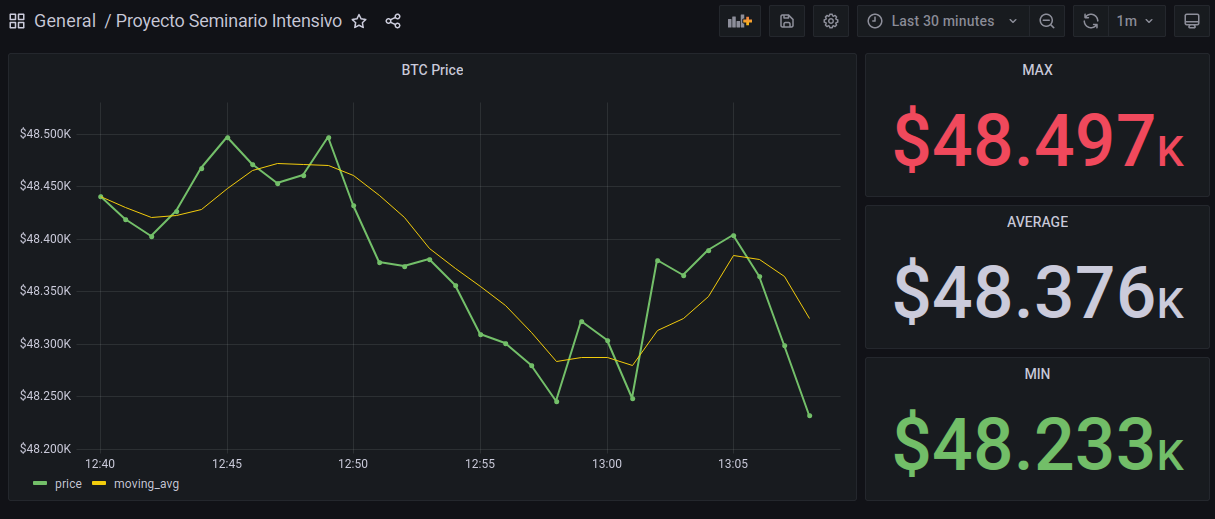 General / Proyecto Seminario Intensivo
Last 30 minutes
1m
BTC Price
$48.500K
$48.450K
$48.400K
$48.350K
$48.300K
$48.250K
$48.200K
12:40 12:45 12:50 12:55 13:00 13:05
price moving_avg
MAX
$48.497K
AVERAGE
$48.376K
MIN
$48.233K